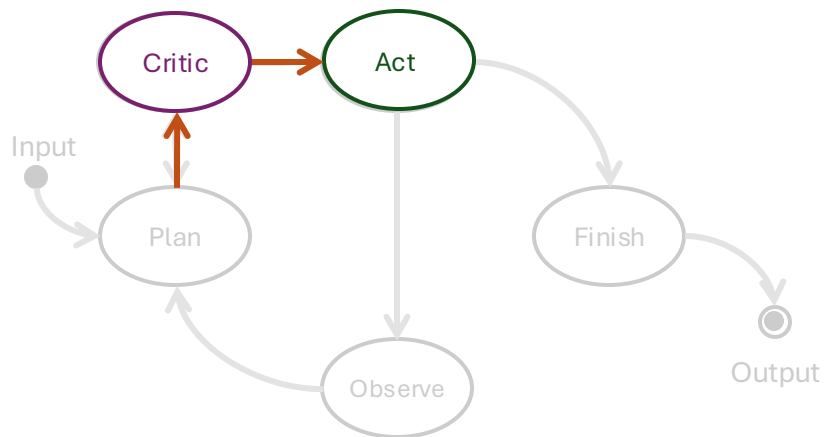 Critic
Act
Input
Plan
Finish
Observe
Output